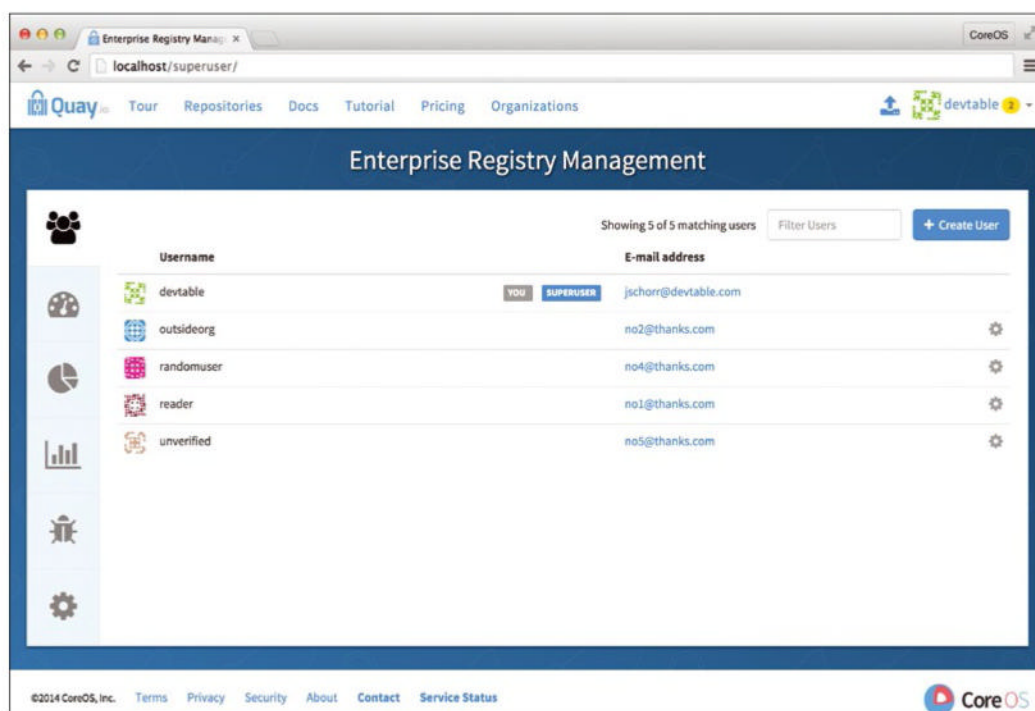 Enterprise Registry Manag
CoreOS
localhost/superuser/
Quay.io Tour Repositories Docs Tutorial Pricing Organizations devtable 2
Enterprise Registry Management
Showing 5 of 5 matching users Filter Users + Create User
Username E-mail address
devtable YOU SUPERUSER jschorr@devtable.com
outsideorg no2@thanks.com
randomuser no4@thanks.com
reader no1@thanks.com
unverified no5@thanks.com
©2014 CoreOS, Inc. Terms Privacy Security About Contact Service Status Core OS